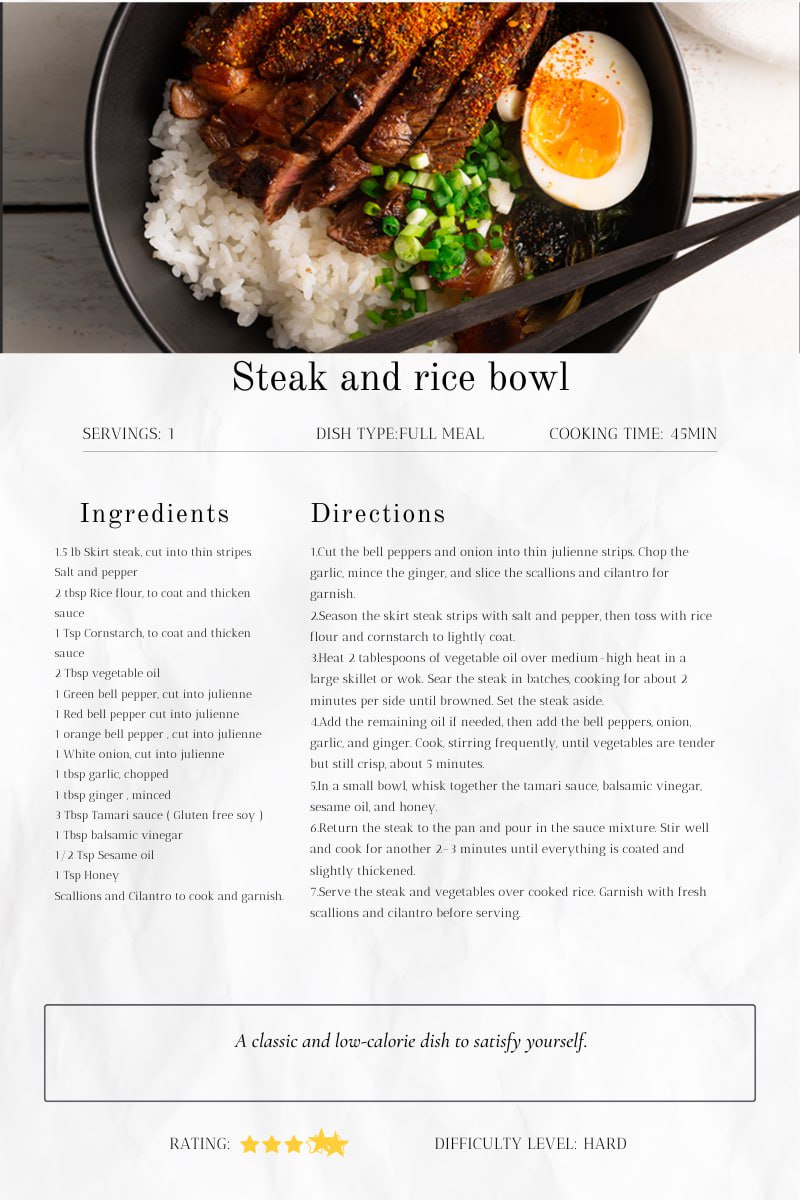 Steak and rice bowl
SERVINGS: 1
DISH TYPE:FULL MEAL
COOKING TIME: 45MIN
Ingredients
1.5 lb Skirt steak, cut into thin stripes
Salt and pepper
2 tbsp Rice flour, to coat and thicken
sauce
1 Tsp Cornstarch, to coat and thicken
sauce
2 Tbsp vegetable oil
1 Green bell pepper, cut into julienne
1 Red bell pepper cut into julienne
1 orange bell pepper , cut into julienne
1 White onion, cut into julienne
1 tbsp garlic, chopped
1 tbsp ginger , minced
3 Tbsp Tamari sauce ( Gluten free soy )
1 Tbsp balsamic vinegar
1/2 Tsp Sesame oil
1 Tsp Honey
Scallions and Cilantro to cook and garnish.
Directions
1.Cut the bell peppers and onion into thin julienne strips. Chop the
garlic, mince the ginger, and slice the scallions and cilantro for
garnish.
2.Season the skirt steak strips with salt and pepper, then toss with rice
flour and cornstarch to lightly coat.
3.Heat 2 tablespoons of vegetable oil over medium-high heat in a
large skillet or wok. Sear the steak in batches, cooking for about 2
minutes per side until browned. Set the steak aside.
4.Add the remaining oil if needed, then add the bell peppers, onion,
garlic, and ginger. Cook, stirring frequently, until vegetables are tender
but still crisp, about 5 minutes.
5.In a small bowl, whisk together the tamari sauce, balsamic vinegar,
sesame oil, and honey.
6.Return the steak to the pan and pour in the sauce mixture. Stir well
and cook for another 2–3 minutes until everything is coated and
slightly thickened.
7.Serve the steak and vegetables over cooked rice. Garnish with fresh
scallions and cilantro before serving.
A classic and low-calorie dish to satisfy yourself.
RATING:
DIFFICULTY LEVEL: HARD